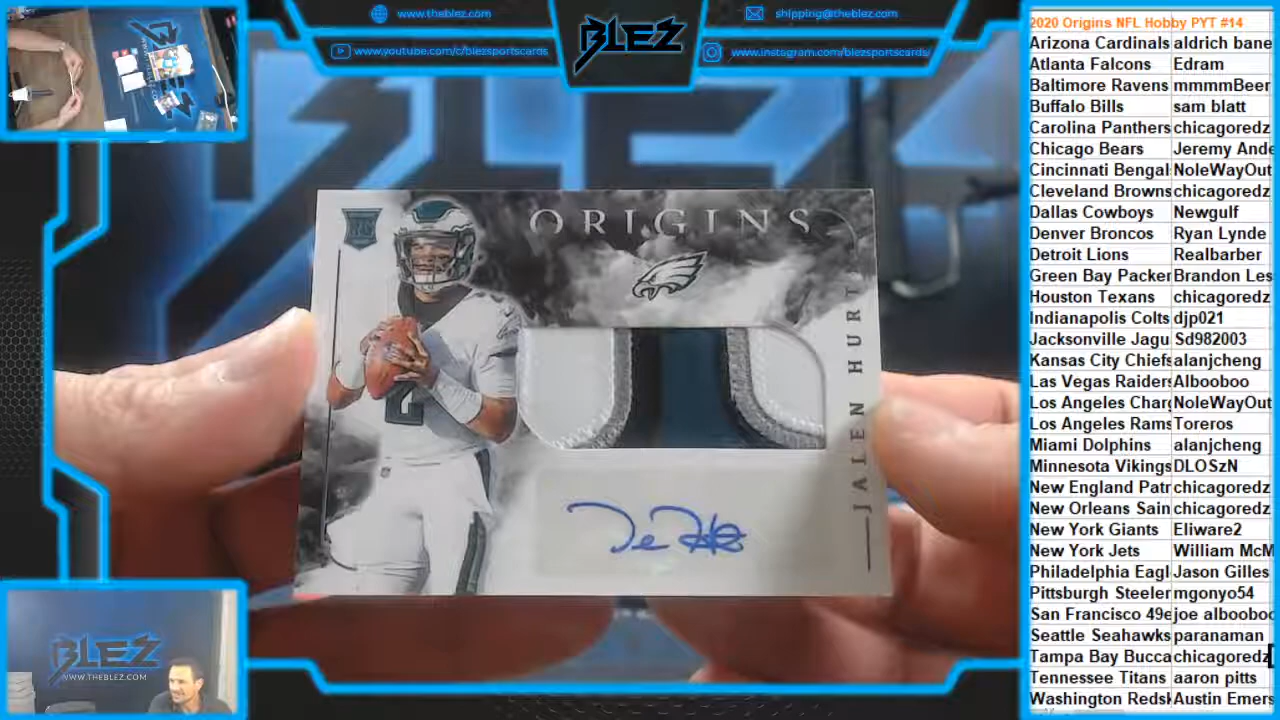 www.theblez.com
shipping@theblez.com
www.youtube.com/c/blezsportscards
www.instagram.com/blezsportscards/
BLEZ
ORIGINS
RC
2
JALEN HURT
BLEZ
WWW.THEBLEZ.COM
2020 Origins NFL Hobby PYT #14
Arizona Cardinals aldrich bane
Atlanta Falcons Edram
Baltimore Ravens mmmmBeer
Buffalo Bills sam blatt
Carolina Panthers chicagoredz
Chicago Bears Jeremy Ande
Cincinnati Bengal NoleWayOut
Cleveland Browns chicagoredz
Dallas Cowboys Newgulf
Denver Broncos Ryan Lynde
Detroit Lions Realbarber
Green Bay Packer Brandon Les
Houston Texans chicagoredz
Indianapolis Colts djp021
Jacksonville Jagu Sd982003
Kansas City Chiefs alanjcheng
Las Vegas Raiders Albooboo
Los Angeles Charg NoleWayOut
Los Angeles Rams Toreros
Miami Dolphins alanjcheng
Minnesota Vikings DLOSzN
New England Patr chicagoredz
New Orleans Sain chicagoredz
New York Giants Eliware2
New York Jets William McM
Philadelphia Eagl Jason Gilles
Pittsburgh Steeler mgonyo54
San Francisco 49e joe albooboo
Seattle Seahawks paranaman
Tampa Bay Bucca chicagoredz
Tennessee Titans aaron pitts
Washington Redsk Austin Emers